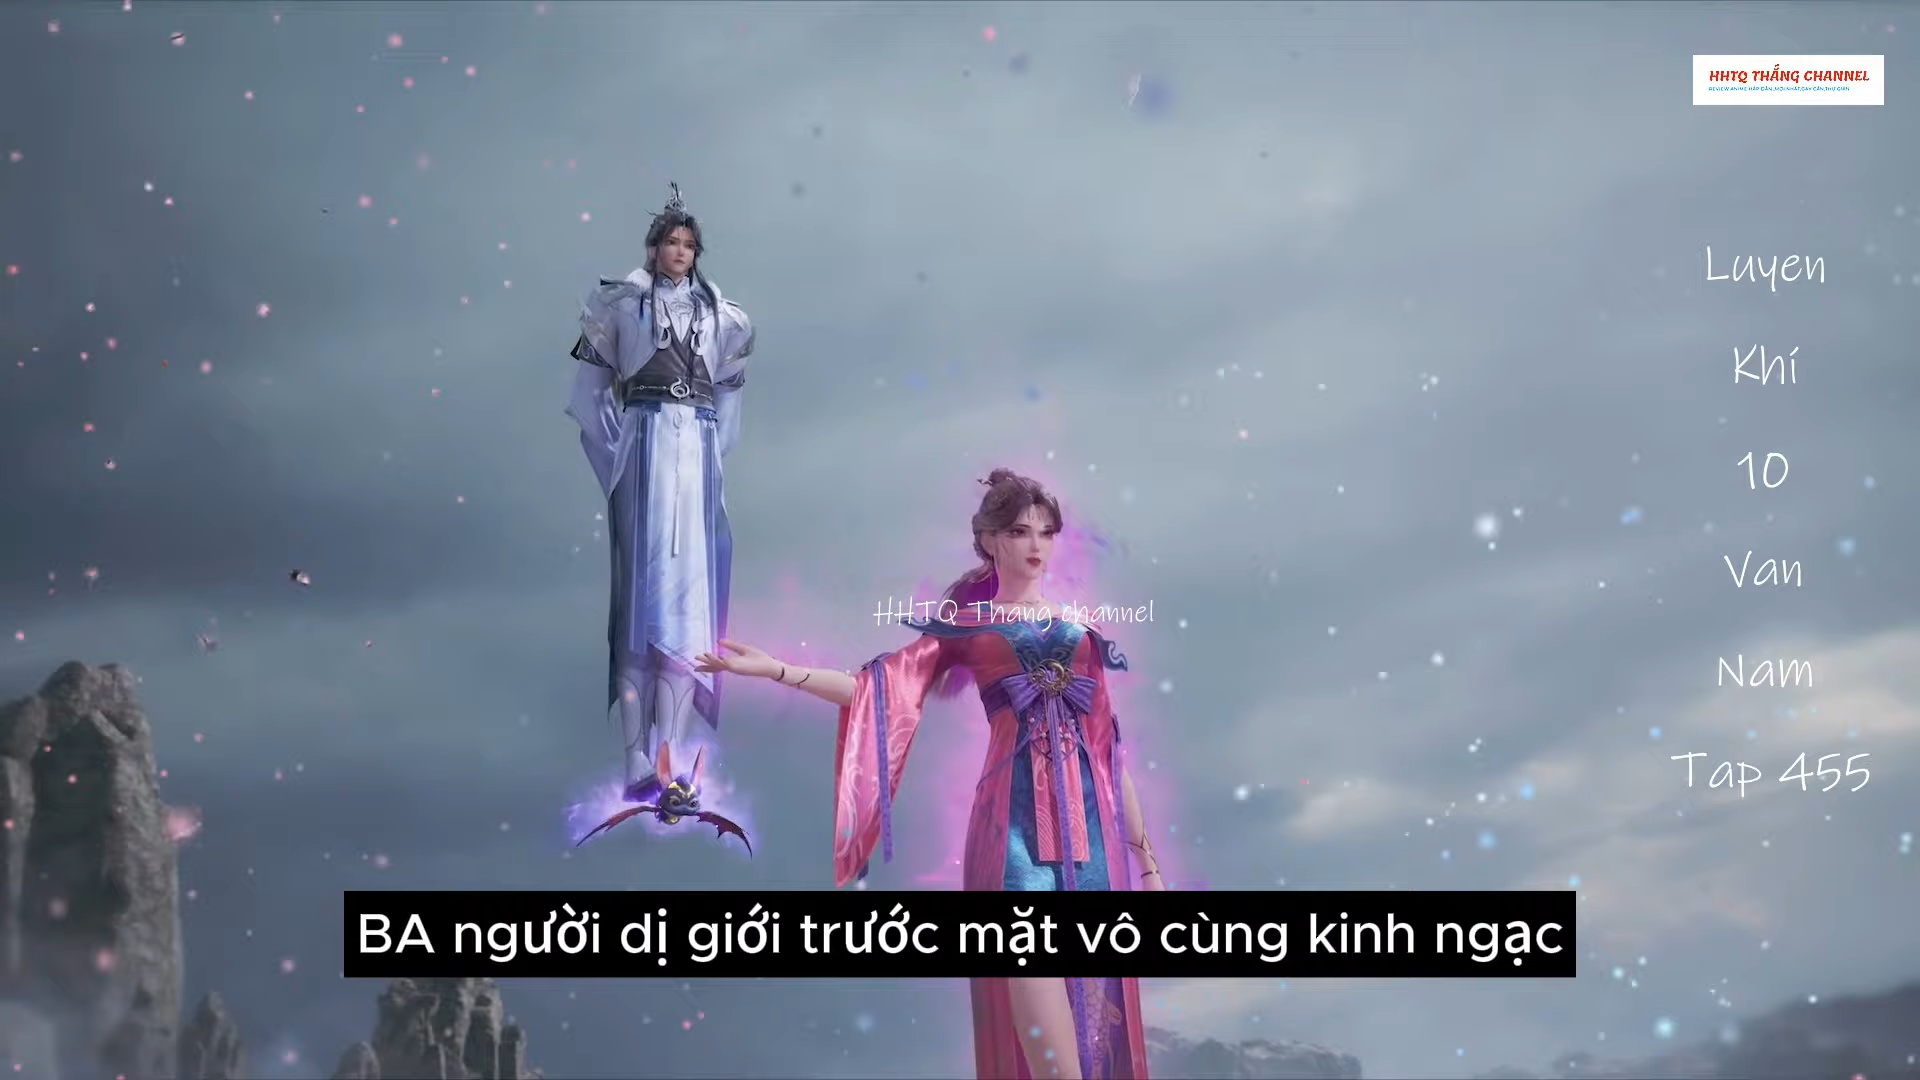 HHTQ THẮNG CHANNEL
Luyen
Khí
10
Van
Nam
Tap 455
HHTQ Thang channel
BA người dị giới trước mặt vô cùng kinh ngạc